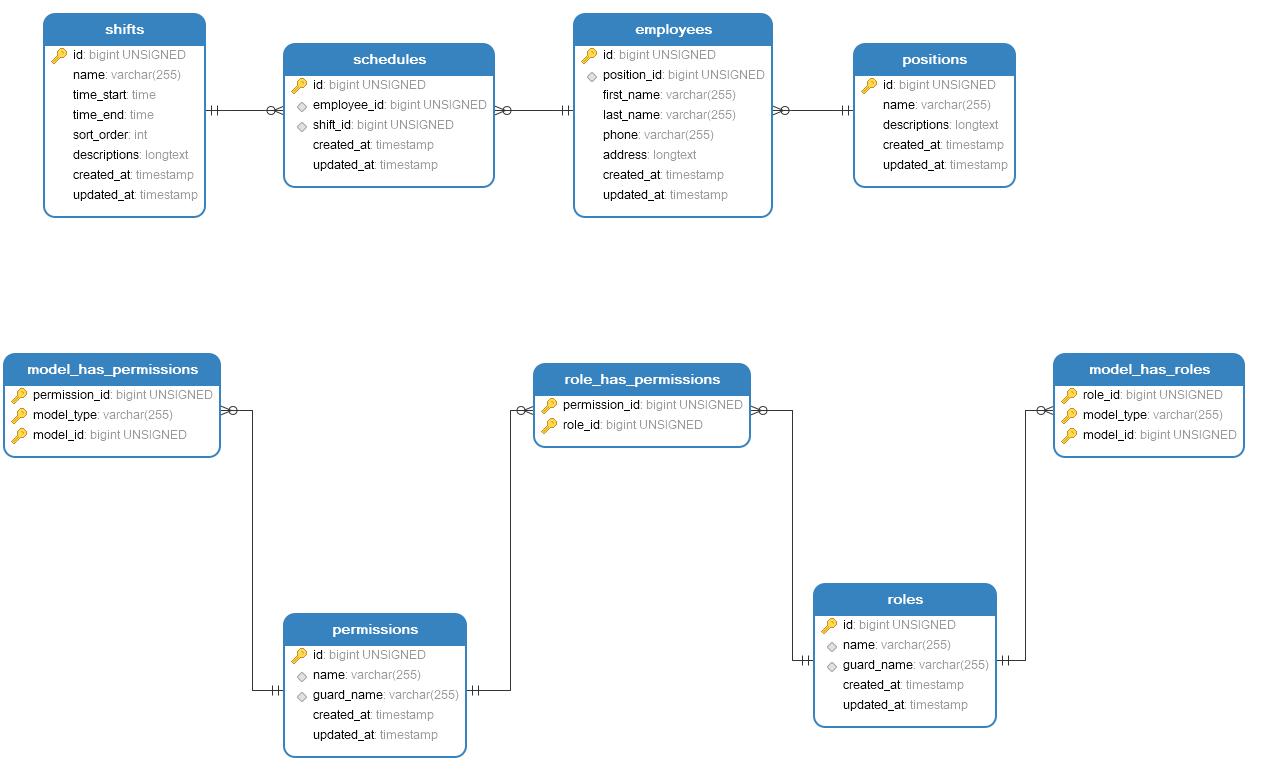 shifts
id: bigint UNSIGNED
name: varchar(255)
time_start: time
time_end: time
sort_order: int
descriptions: longtext
created_at: timestamp
updated_at: timestamp
schedules
id: bigint UNSIGNED
employee_id: bigint UNSIGNED
shift_id: bigint UNSIGNED
created_at: timestamp
updated_at: timestamp
employees
id: bigint UNSIGNED
position_id: bigint UNSIGNED
first_name: varchar(255)
last_name: varchar(255)
phone: varchar(255)
address: longtext
created_at: timestamp
updated_at: timestamp
positions
id: bigint UNSIGNED
name: varchar(255)
descriptions: longtext
created_at: timestamp
updated_at: timestamp
model_has_permissions
permission_id: bigint UNSIGNED
model_type: varchar(255)
model_id: bigint UNSIGNED
role_has_permissions
permission_id: bigint UNSIGNED
role_id: bigint UNSIGNED
model_has_roles
role_id: bigint UNSIGNED
model_type: varchar(255)
model_id: bigint UNSIGNED
permissions
id: bigint UNSIGNED
name: varchar(255)
guard_name: varchar(255)
created_at: timestamp
updated_at: timestamp
roles
id: bigint UNSIGNED
name: varchar(255)
guard_name: varchar(255)
created_at: timestamp
updated_at: timestamp